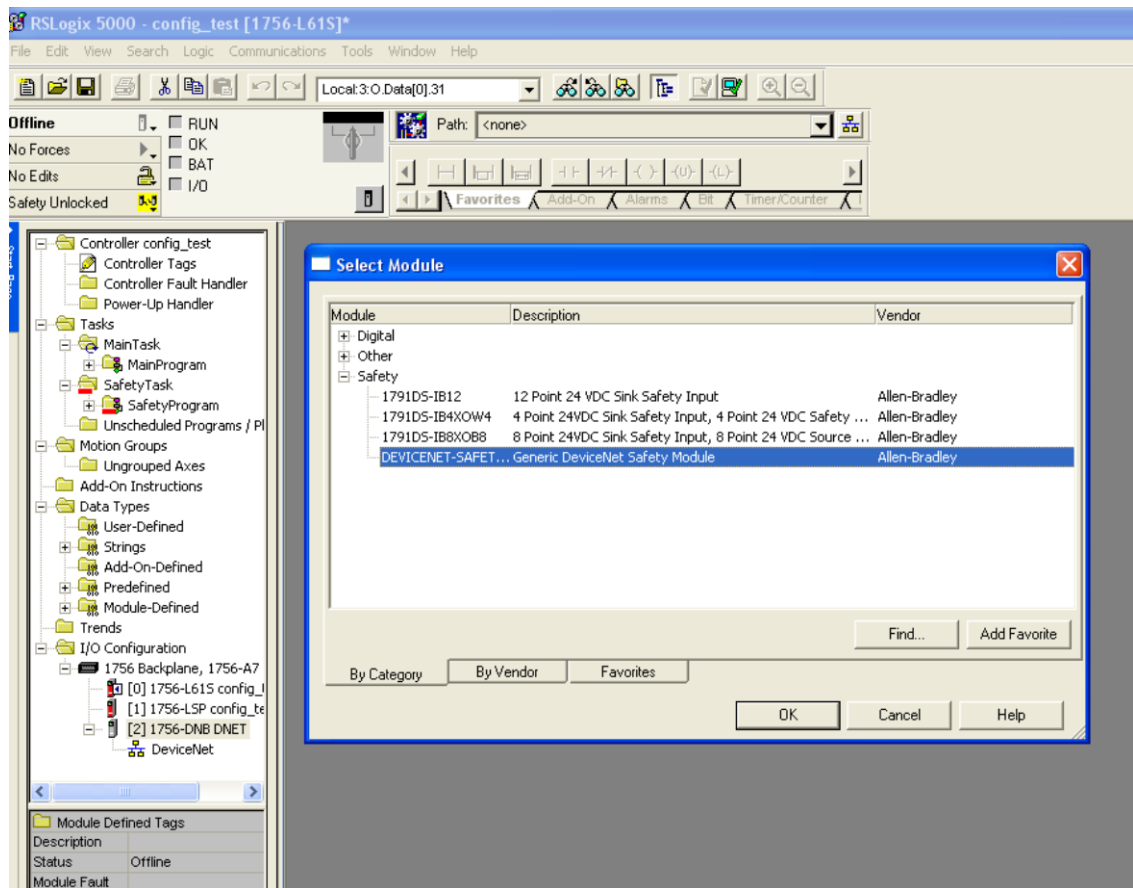 RSLogix 5000 - config_test [1756-L61S]*
File Edit View Search Logic Communications Tools Window Help
Local:3:O.Data[0].31
Offline RUN Path: <none>
No Forces OK
No Edits BAT
I/O
Safety Unlocked
Favorites Add-On Alarms Bit Timer/Counter
Controller config_test
Controller Tags
Controller Fault Handler
Power-Up Handler
Tasks
MainTask
MainProgram
SafetyTask
SafetyProgram
Unscheduled Programs / Pl
Motion Groups
Ungrouped Axes
Add-On Instructions
Data Types
User-Defined
Strings
Add-On-Defined
Predefined
Module-Defined
Trends
I/O Configuration
1756 Backplane, 1756-A7
[0] 1756-L61S config_
[1] 1756-LSP config_te
[2] 1756-DNB DNET
DeviceNet
Module Defined Tags
Description
Status Offline
Module Fault
Select Module
Module Description Vendor
Digital
Other
Safety
1791DS-IB12 12 Point 24 VDC Sink Safety Input Allen-Bradley
1791DS-IB4XOW4 4 Point 24VDC Sink Safety Input, 4 Point 24 VDC Safety ... Allen-Bradley
1791DS-IB8XOB8 8 Point 24VDC Sink Safety Input, 8 Point 24 VDC Source ... Allen-Bradley
DEVICENET-SAFET... Generic DeviceNet Safety Module Allen-Bradley
Find... Add Favorite
By Category By Vendor Favorites
OK Cancel Help